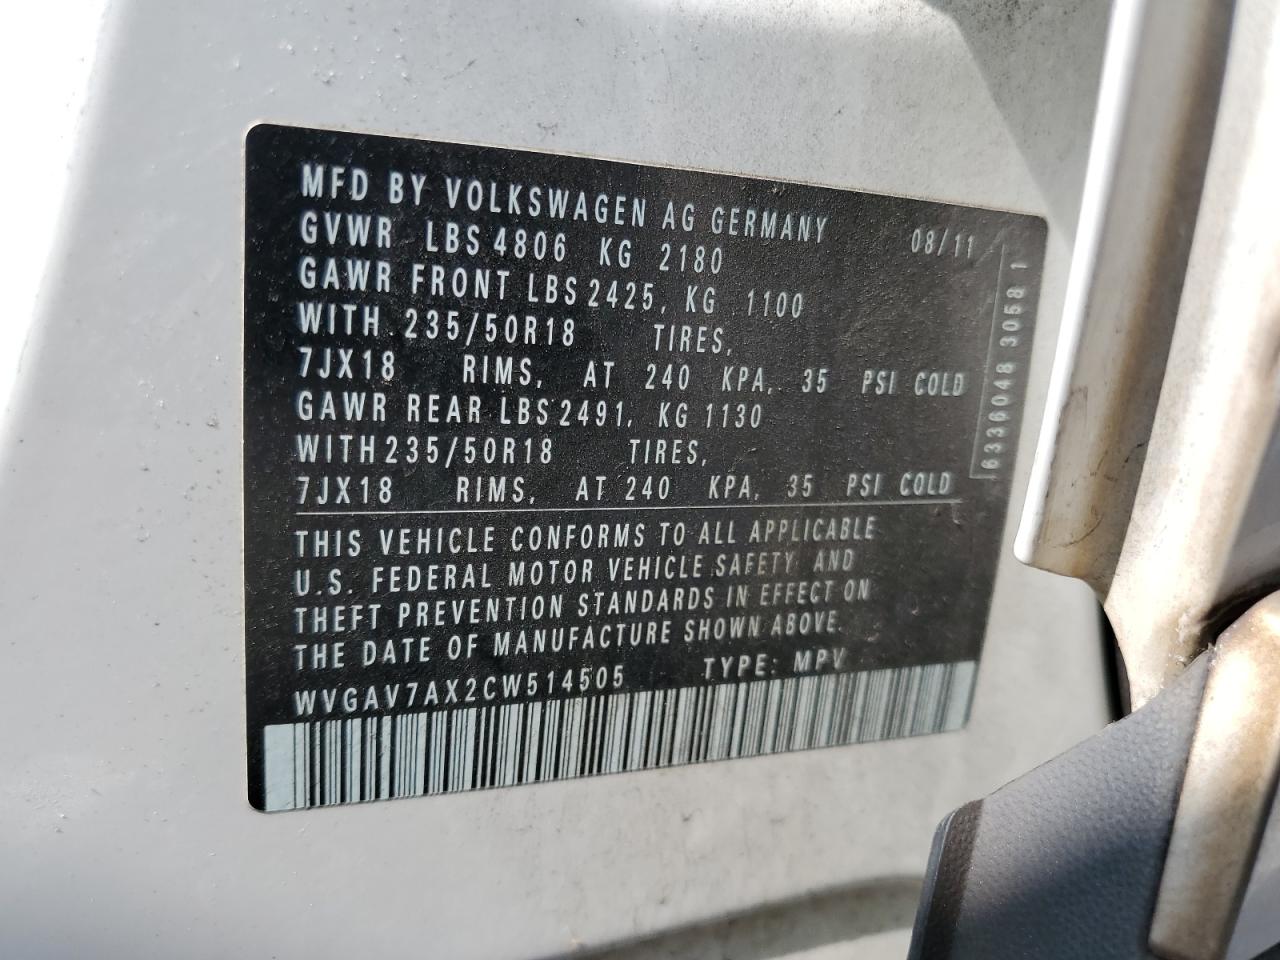 MFD BY VOLKSWAGEN AG GERMANY 08/11
GVWR LBS 4806 KG 2180
GAWR FRONT LBS 2425, KG 1100
WITH 235/50R18 TIRES,
7JX18 RIMS, AT 240 KPA, 35 PSI COLD
GAWR REAR LBS 2491, KG 1130
WITH 235/50R18 TIRES,
7JX18 RIMS, AT 240 KPA, 35 PSI COLD
6336048 3058 1
THIS VEHICLE CONFORMS TO ALL APPLICABLE
U.S. FEDERAL MOTOR VEHICLE SAFETY AND
THEFT PREVENTION STANDARDS IN EFFECT ON
THE DATE OF MANUFACTURE SHOWN ABOVE.
WVGAV7AX2CW514505 TYPE: MPV